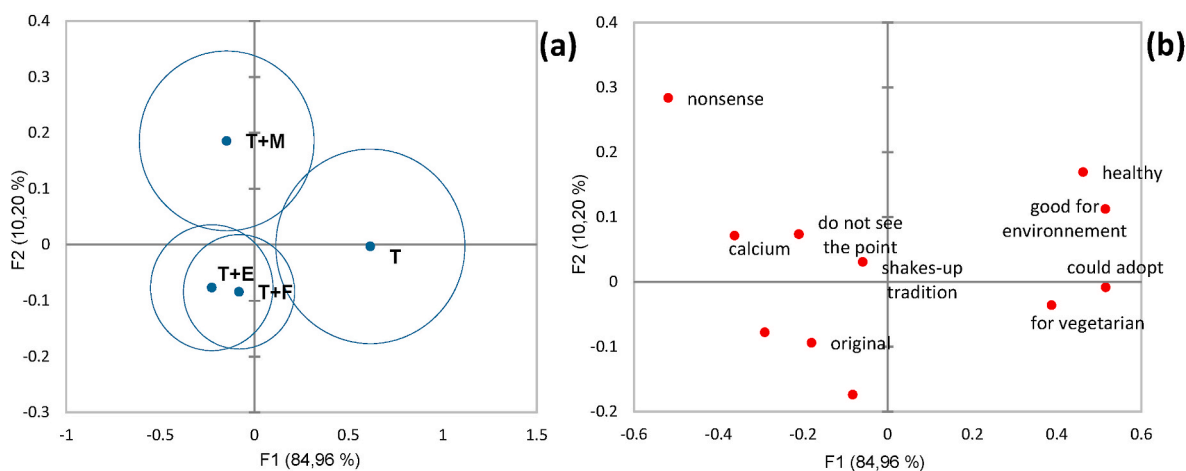 (a)
0.4
0.3
0.2
0.1
0
-0.1
-0.2
-0.3
F2 (10,20 %)
T+M
T
T+E
T+F
-1
-0.5
0
0.5
1
1.5
F1 (84,96 %)
(b)
0.4
0.3
0.2
0.1
0
-0.1
-0.2
F2 (10,20 %)
nonsense
healthy
good for
environnement
do not see
the point
calcium
shakes-up
tradition
could adopt
for vegetarian
original
-0.6
-0.4
-0.2
0
0.2
0.4
0.6
F1 (84,96 %)